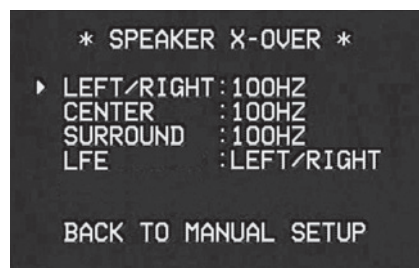 * SPEAKER X-OVER *
LEFT/RIGHT:100HZ
CENTER :100HZ
SURROUND :100HZ
LFE :LEFT/RIGHT
BACK TO MANUAL SETUP